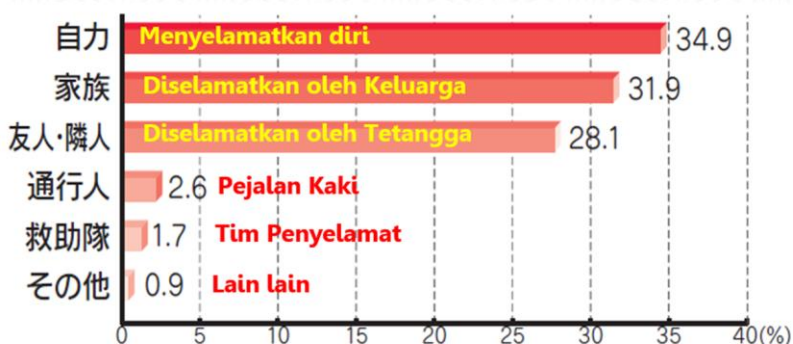 自力 Menyelamatkan diri 34.9
家族 Diselamatkan oleh Keluarga 31.9
友人・隣人 Diselamatkan oleh Tetangga 28.1
通行人 2.6 Pejalan Kaki
救助隊 1.7 Tim Penyelamat
その他 0.9 Lain lain
0 5 10 15 20 25 30 35 40(%)